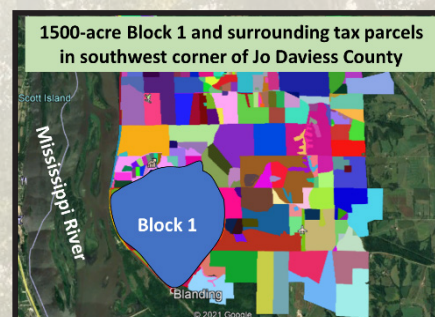 1500-acre Block 1 and surrounding tax parcels
in southwest corner of Jo Daviess County
Scott Island
Mississippi River
Block 1
Blanding
© 2021 Google